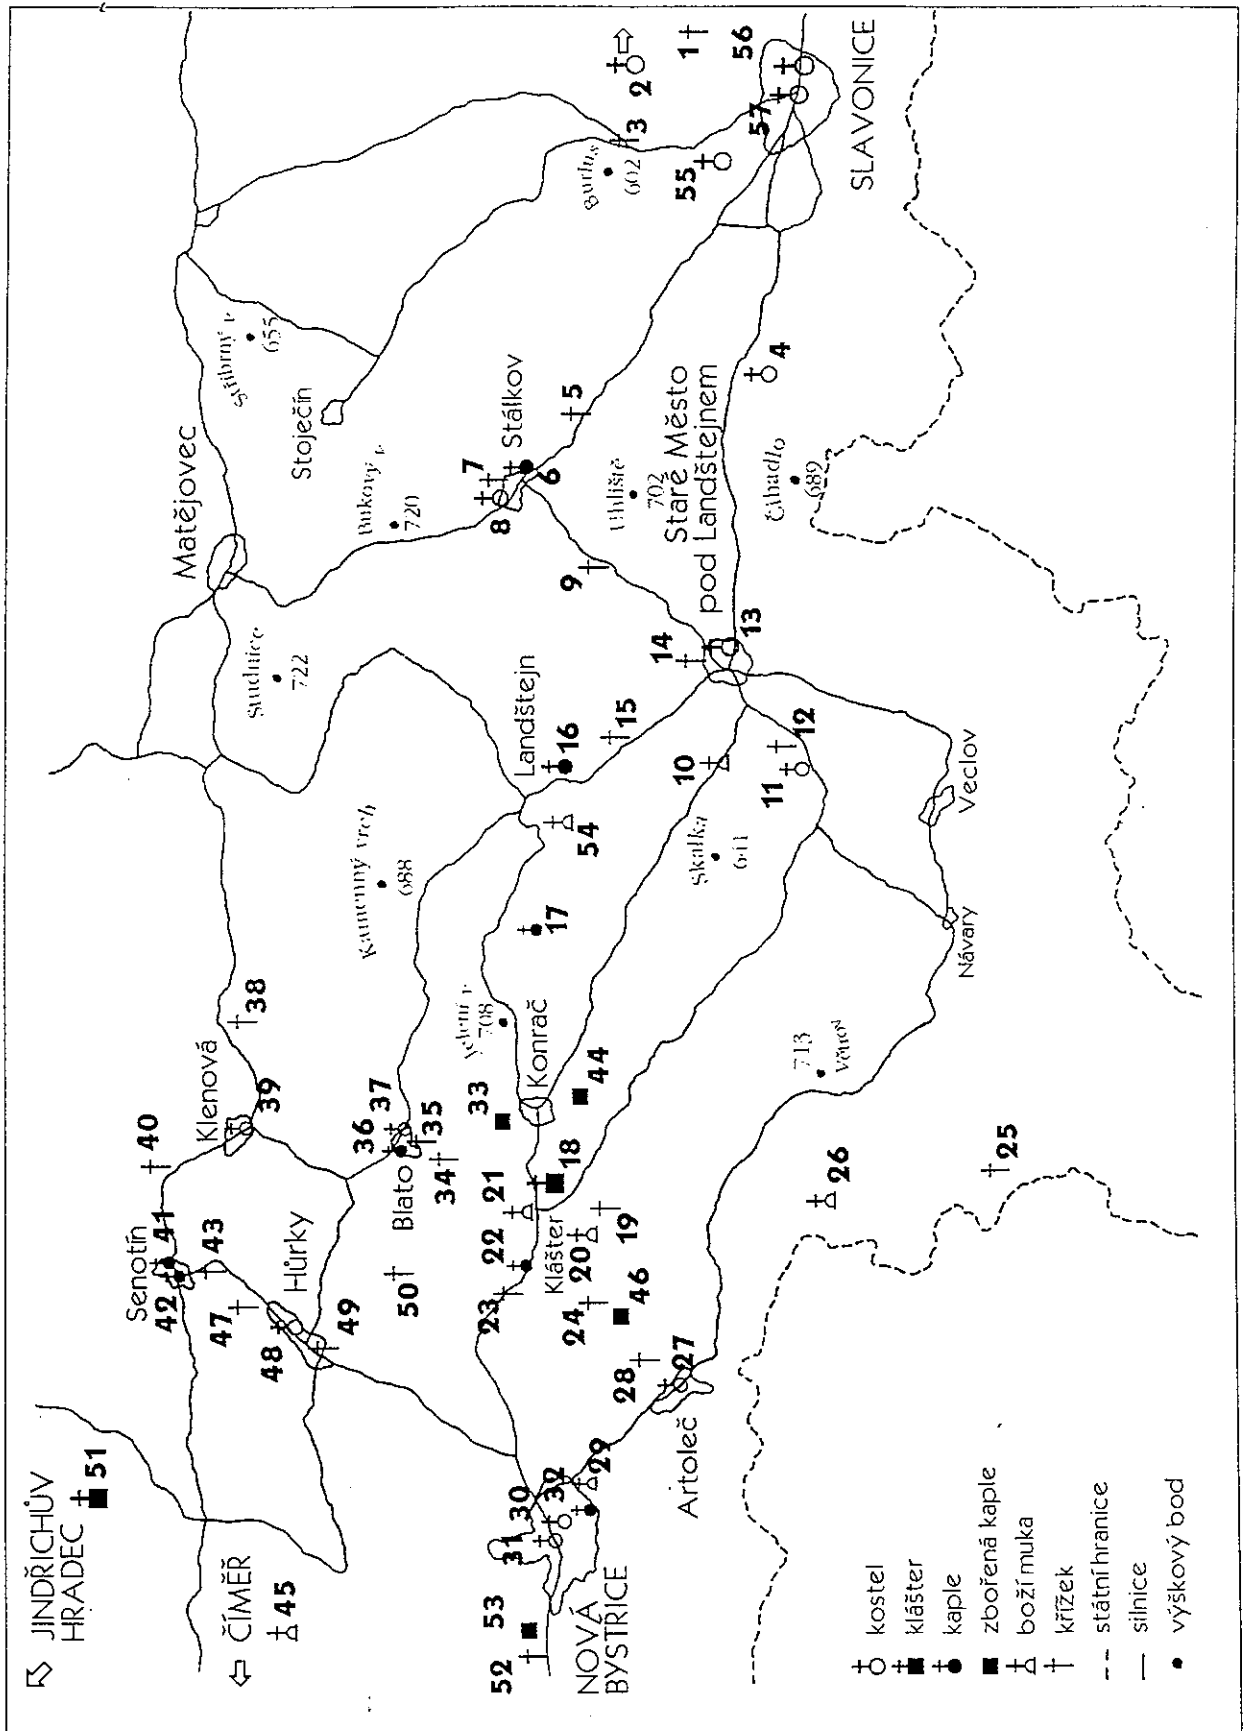 JINDŘICHŮV
HRADEC
51
ČÍMĚŘ
45
Senotín
41
42
43
40
Klenová
39
38
Matějovec
Studnice
722
Stříbrný v.
655
Stoječín
Bukový v.
720
47
48
Hůrky
49
50
36
37
Blato
35
34
Kamenný vrch
688
Jelení v.
708
33
Konrač
44
17
54
Landštejn
16
15
8
7
Stálkov
6
5
9
Uhliště
702
Burlus
602
3
2
1
55
57
56
SLAVONICE
52
53
NOVÁ
BYSTŘICE
31
30
32
29
23
22
21
Klášter
18
20
19
24
46
28
27
Artoleč
26
25
713
Větrov
Skalka
641
10
11
12
14
13
Staré Město
pod Landštejnem
4
Čihadlo
689
Veclov
Návary
kostel
klášter
kaple
zbořená kaple
boží muka
křížek
státní hranice
silnice
výškový bod